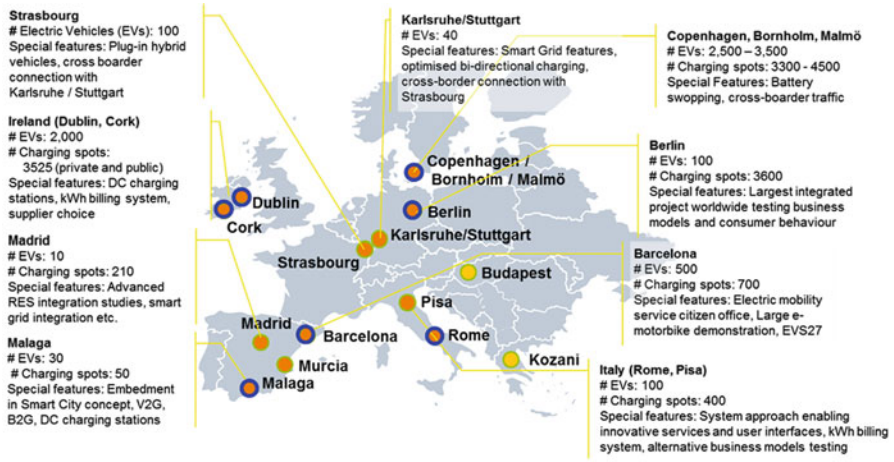 Strasbourg
# Electric Vehicles (EVs): 100
Special features: Plug-in hybrid
vehicles, cross boarder
connection with
Karlsruhe / Stuttgart
Karlsruhe/Stuttgart
# EVs: 40
Special features: Smart Grid features,
optimised bi-directional charging,
cross-border connection with
Strasbourg
Copenhagen, Bornholm, Malmö
# EVs: 2,500 – 3,500
# Charging spots: 3300 - 4500
Special Features: Battery
swopping, cross-boarder traffic
Ireland (Dublin, Cork)
# EVs: 2,000
# Charging spots:
3525 (private and public)
Special features: DC charging
stations, kWh billing system,
supplier choice
Berlin
# EVs: 100
# Charging spots: 3600
Special features: Largest integrated
project worldwide testing business
models and consumer behaviour
Madrid
# EVs: 10
# Charging spots: 210
Special features: Advanced
RES integration studies, smart
grid integration etc.
Barcelona
# EVs: 500
# Charging spots: 700
Special features: Electric mobility
service citizen office, Large e-
motorbike demonstration, EVS27
Malaga
# EVs: 30
# Charging spots: 50
Special features: Embedment
in Smart City concept, V2G,
B2G, DC charging stations
Italy (Rome, Pisa)
# EVs: 100
# Charging spots: 400
Special features: System approach enabling
innovative services and user interfaces, kWh billing
system, alternative business models testing
Copenhagen /
Bornholm / Malmö
Dublin
Cork
Berlin
Karlsruhe/Stuttgart
Strasbourg
Budapest
Pisa
Madrid
Barcelona
Rome
Murcia
Kozani
Malaga